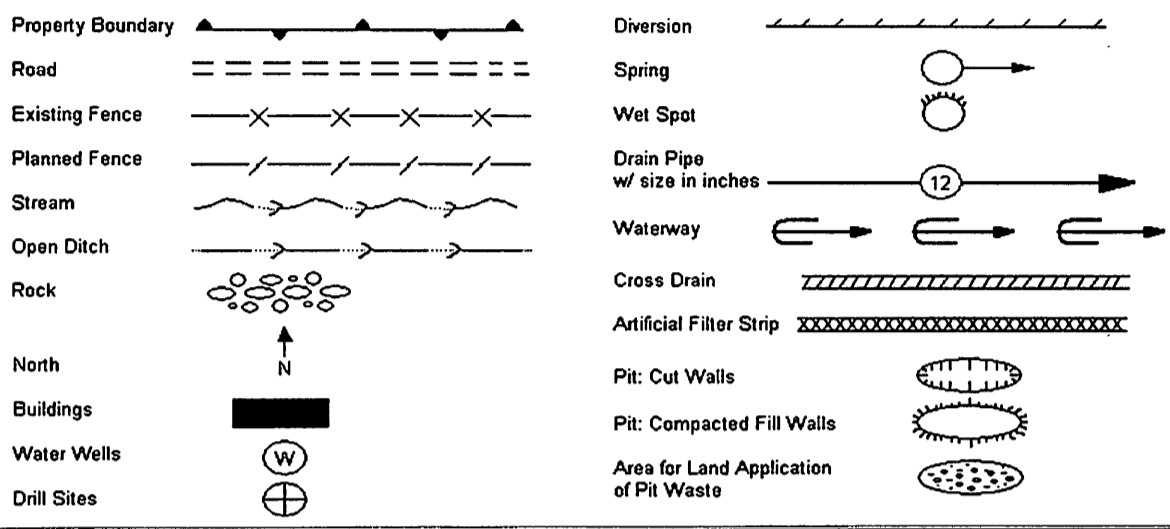 Property Boundary
Road
Existing Fence
Planned Fence
Stream
Open Ditch
Rock
North
N
Buildings
Water Wells
W
Drill Sites
Diversion
Spring
Wet Spot
Drain Pipe
w/ size in inches
12
Waterway
Cross Drain
Artificial Filter Strip
Pit: Cut Walls
Pit: Compacted Fill Walls
Area for Land Application
of Pit Waste